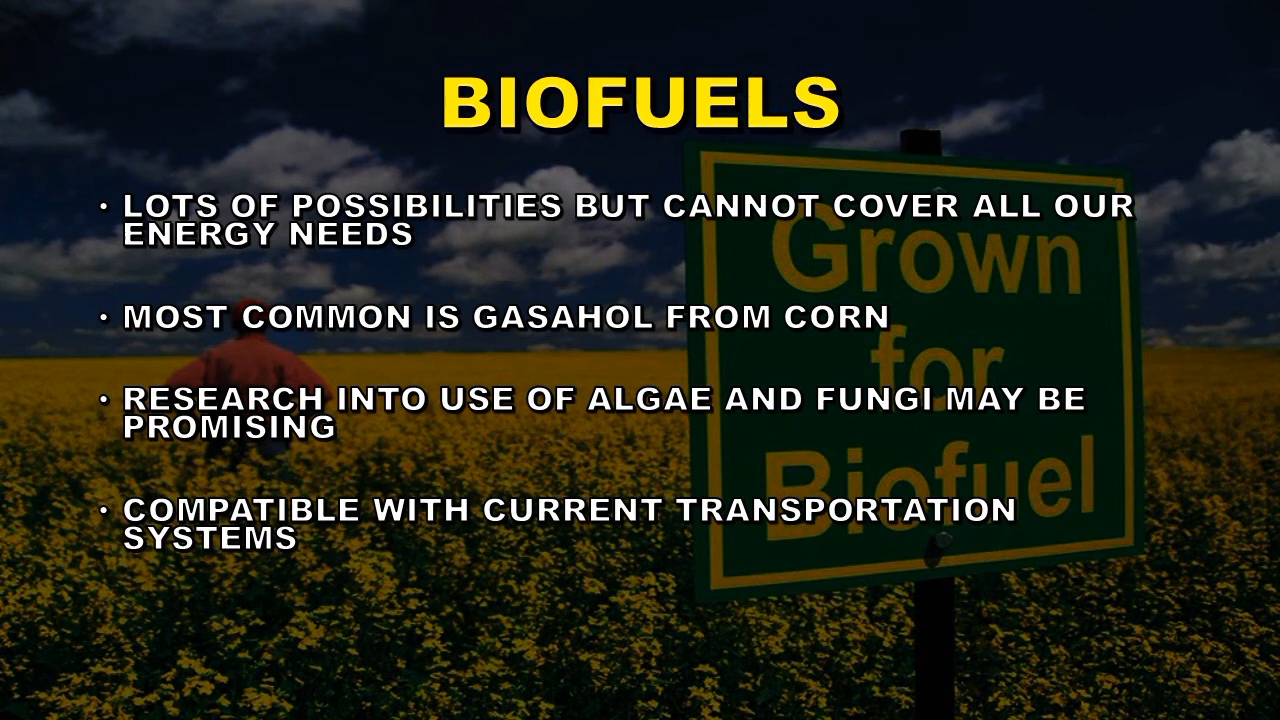 BIOFUELS
• LOTS OF POSSIBILITIES BUT CANNOT COVER ALL OUR
ENERGY NEEDS
• MOST COMMON IS GASAHOL FROM CORN
• RESEARCH INTO USE OF ALGAE AND FUNGI MAY BE
PROMISING
• COMPATIBLE WITH CURRENT TRANSPORTATION
SYSTEMS
Grown
for
Biofuel